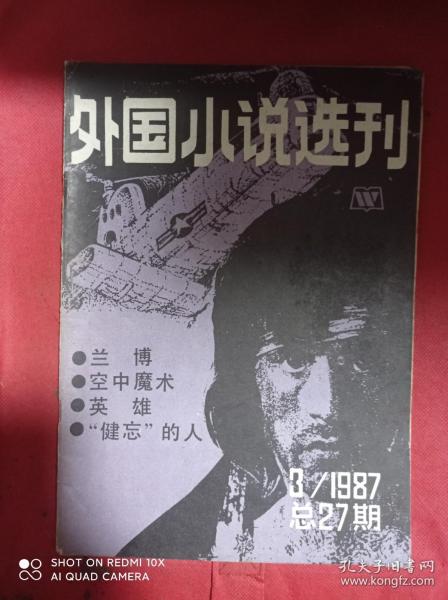 外国小说选刊
●兰 博
●空中魔术
●英 雄
●“健忘”的人
3/1987
总27期
SHOT ON REDMI 10X
AI QUAD CAMERA
孔夫子旧书网
www.kongfz.com